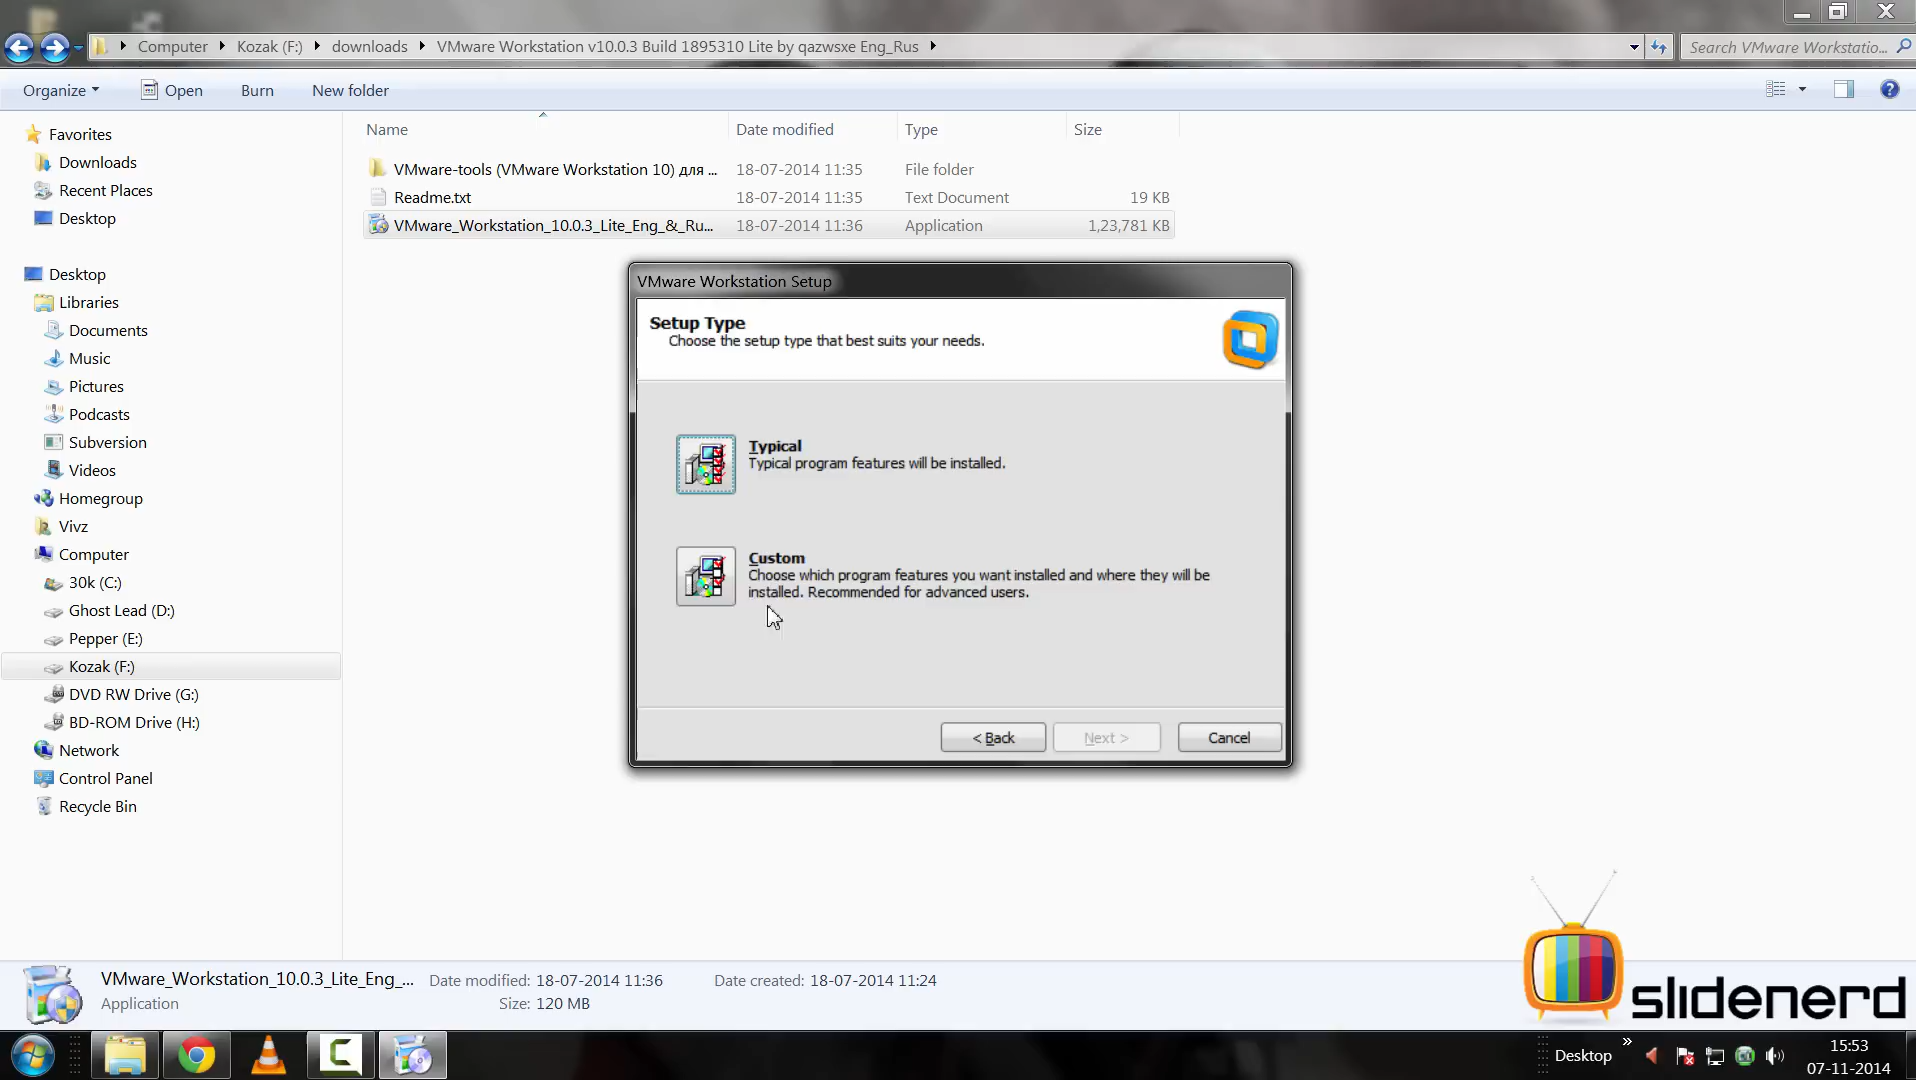 Computer Kozak (F:) downloads VMware Workstation v10.0.3 Build 1895310 Lite by qazwsxe Eng_Rus
Search VMware Workstatio...
Organize Open Burn New folder
Name Date modified Type Size
VMware-tools (VMware Workstation 10) для ... 18-07-2014 11:35 File folder
Readme.txt 18-07-2014 11:35 Text Document 19 KB
VMware_Workstation_10.0.3_Lite_Eng_&_Ru... 18-07-2014 11:36 Application 1,23,781 KB
Favorites
Downloads
Recent Places
Desktop
Desktop
Libraries
Documents
Music
Pictures
Podcasts
Subversion
Videos
Homegroup
Vivz
Computer
30k (C:)
Ghost Lead (D:)
Pepper (E:)
Kozak (F:)
DVD RW Drive (G:)
BD-ROM Drive (H:)
Network
Control Panel
Recycle Bin
VMware Workstation Setup
Setup Type
Choose the setup type that best suits your needs.
Typical
Typical program features will be installed.
Custom
Choose which program features you want installed and where they will be
installed. Recommended for advanced users.
< Back Next > Cancel
VMware_Workstation_10.0.3_Lite_Eng_... Date modified: 18-07-2014 11:36 Date created: 18-07-2014 11:24
Application Size: 120 MB
slidenerd
Desktop »
15:53
07-11-2014